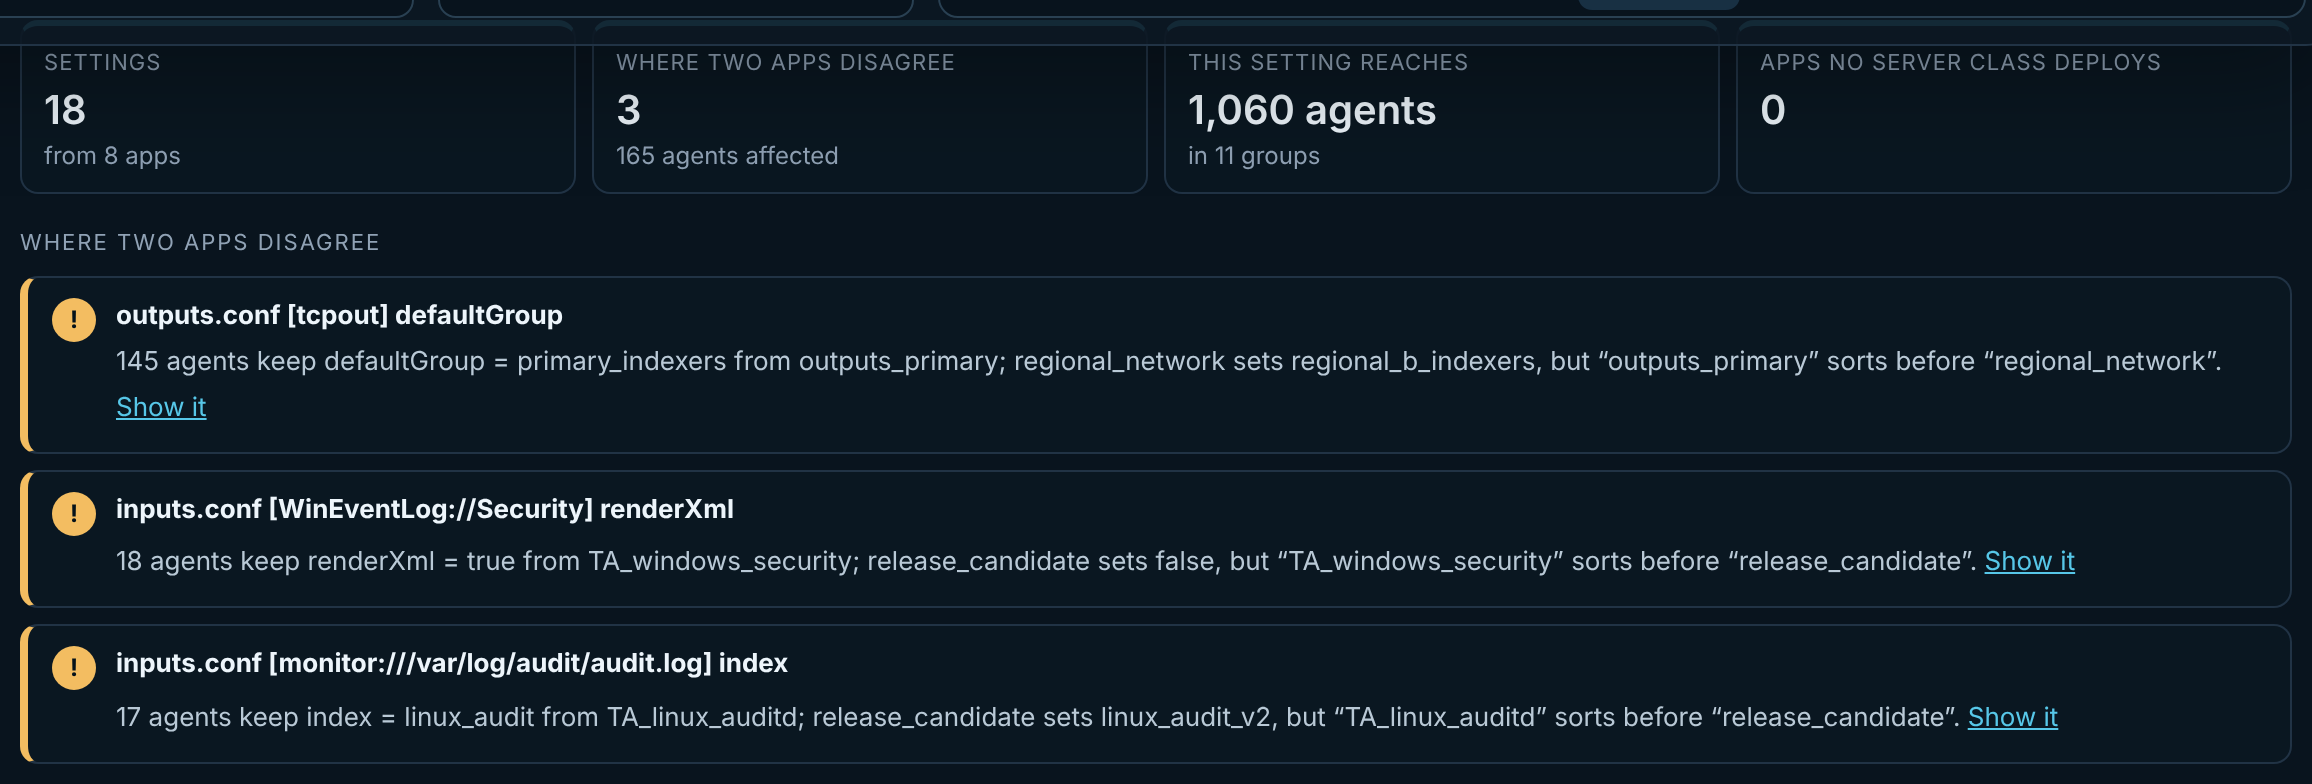 SETTINGS
18
from 8 apps
WHERE TWO APPS DISAGREE
3
165 agents affected
THIS SETTING REACHES
1,060 agents
in 11 groups
APPS NO SERVER CLASS DEPLOYS
0
WHERE TWO APPS DISAGREE
!
outputs.conf [tcpout] defaultGroup
145 agents keep defaultGroup = primary_indexers from outputs_primary; regional_network sets regional_b_indexers, but “outputs_primary” sorts before “regional_network”.
Show it
!
inputs.conf [WinEventLog://Security] renderXml
18 agents keep renderXml = true from TA_windows_security; release_candidate sets false, but “TA_windows_security” sorts before “release_candidate”. Show it
!
inputs.conf [monitor:///var/log/audit/audit.log] index
17 agents keep index = linux_audit from TA_linux_auditd; release_candidate sets linux_audit_v2, but “TA_linux_auditd” sorts before “release_candidate”. Show it